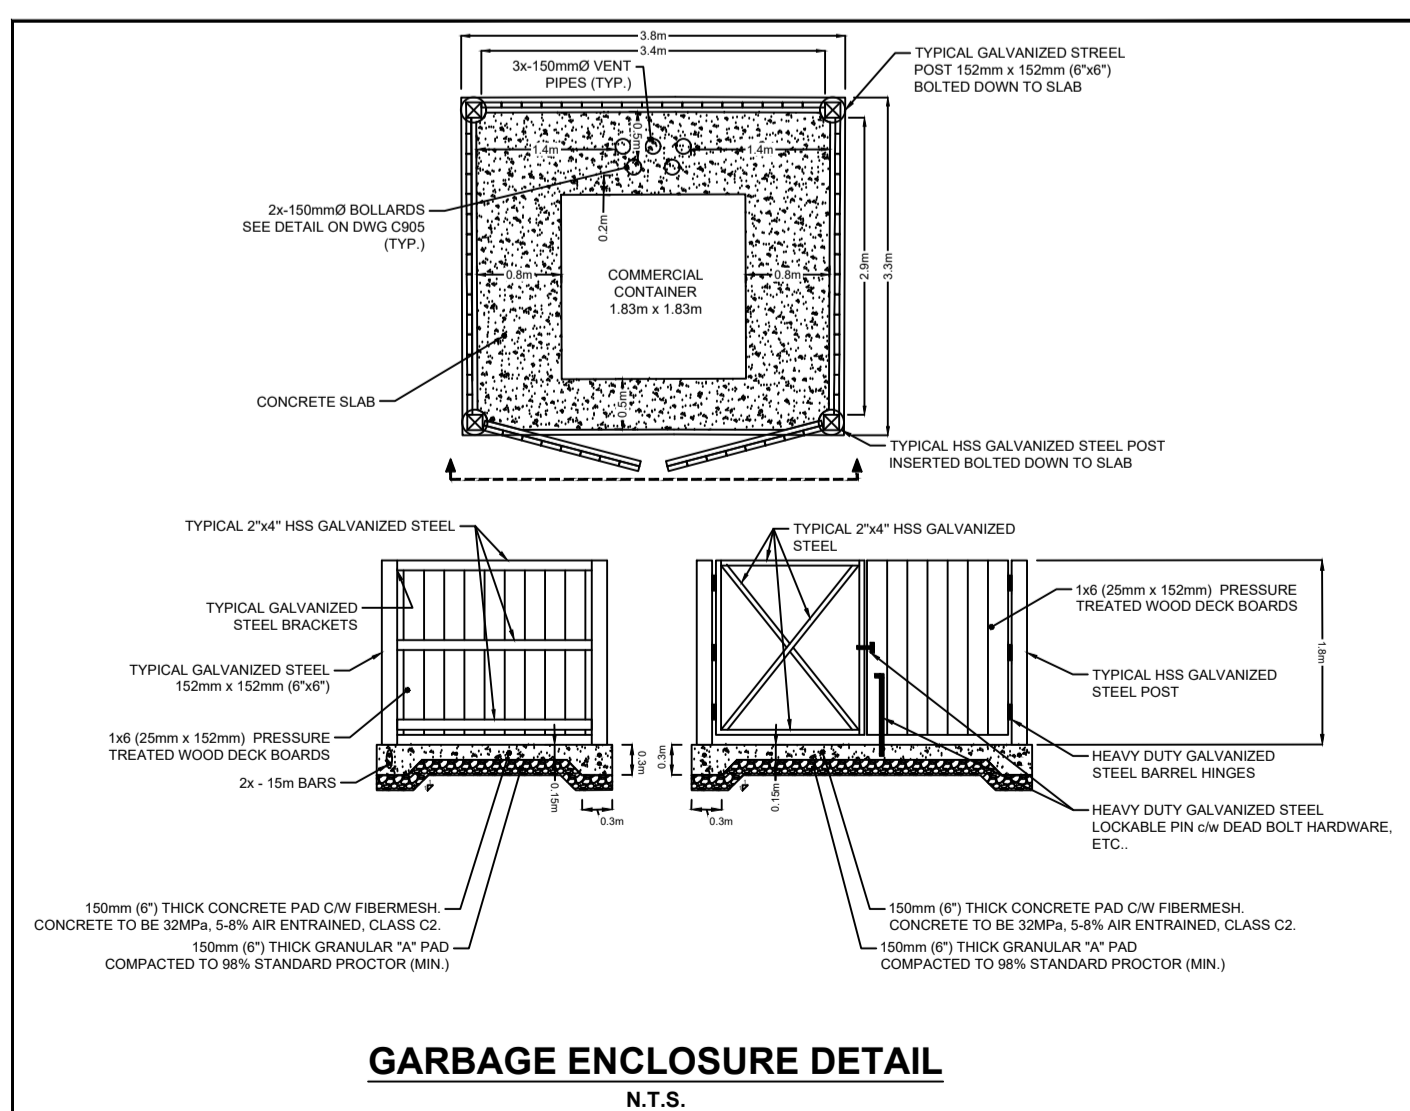 3.8m
3.4m
3x-150mmØ VENT
PIPES (TYP.)
TYPICAL GALVANIZED STREEL
POST 152mm x 152mm (6"x6")
BOLTED DOWN TO SLAB
0.5m
1.4m
1.4m
2x-150mmØ BOLLARDS
SEE DETAIL ON DWG C905
(TYP.)
0.2m
2.9m
3.3m
0.8m
COMMERCIAL
CONTAINER
1.83m x 1.83m
0.8m
CONCRETE SLAB
0.5m
TYPICAL HSS GALVANIZED STEEL POST
INSERTED BOLTED DOWN TO SLAB
TYPICAL 2"x4" HSS GALVANIZED STEEL
TYPICAL GALVANIZED
STEEL BRACKETS
TYPICAL GALVANIZED STEEL
152mm x 152mm (6"x6")
1x6 (25mm x 152mm) PRESSURE
TREATED WOOD DECK BOARDS
2x - 15m BARS
0.3m
0.15m
0.3m
150mm (6") THICK CONCRETE PAD C/W FIBERMESH.
CONCRETE TO BE 32MPa, 5-8% AIR ENTRAINED, CLASS C2.
150mm (6") THICK GRANULAR "A" PAD
COMPACTED TO 98% STANDARD PROCTOR (MIN.)
TYPICAL 2"x4" HSS GALVANIZED
STEEL
1x6 (25mm x 152mm) PRESSURE
TREATED WOOD DECK BOARDS
1.8m
TYPICAL HSS GALVANIZED
STEEL POST
HEAVY DUTY GALVANIZED
STEEL BARREL HINGES
HEAVY DUTY GALVANIZED STEEL
LOCKABLE PIN c/w DEAD BOLT HARDWARE,
ETC..
0.3m
0.15m
0.3m
150mm (6") THICK CONCRETE PAD C/W FIBERMESH.
CONCRETE TO BE 32MPa, 5-8% AIR ENTRAINED, CLASS C2.
150mm (6") THICK GRANULAR "A" PAD
COMPACTED TO 98% STANDARD PROCTOR (MIN.)
GARBAGE ENCLOSURE DETAIL
N.T.S.